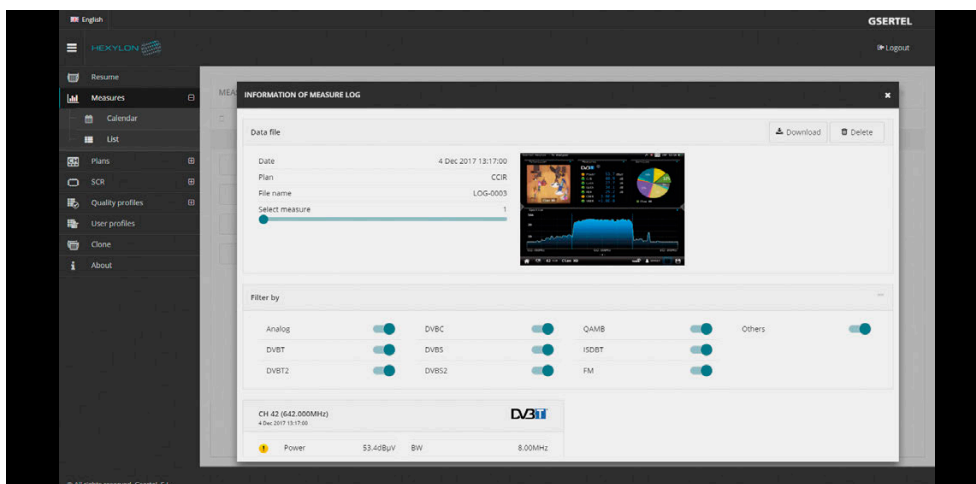 English
GSERTEL
HEXYLON
Logout
Resume
Measures
Calendar
List
Plans
SCR
Quality profiles
User profiles
Clone
About
MEA
INFORMATION OF MEASURE LOG
Data file
Download
Delete
Date 4 Dec 2017 13:17:00
Plan CCIR
File name LOG-0003
Select measure 1
Filter by
Analog DVBC QAMB Others
DVBT DVBS ISDBT
DVBT2 DVBS2 FM
CH 42 (642.000MHz) DVB T
4 Dec 2017 13:17:00
Power 53.4dBµV BW 8.00MHz